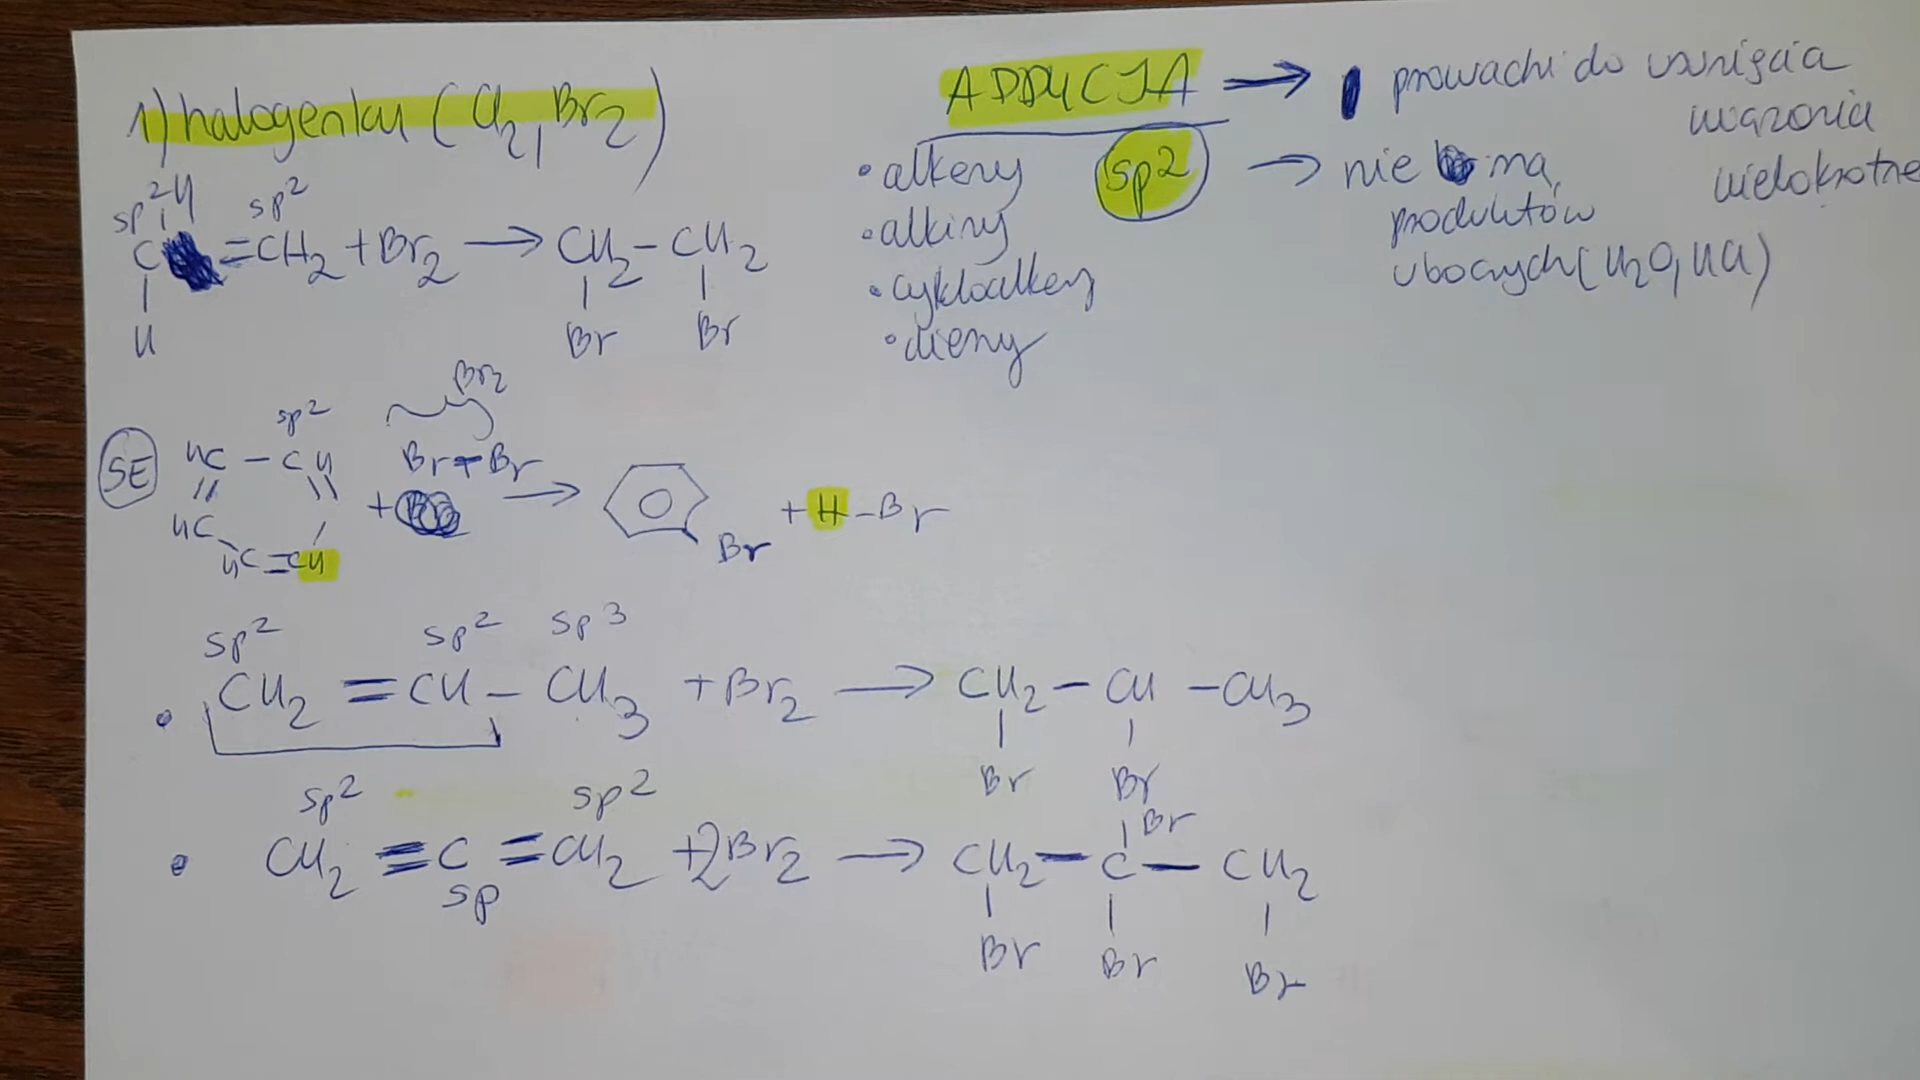 1) halogenku (Cl2, Br2)
ADDYCJA → prowadzi do usunięcia
wiązania
wielokrotne
• alkeny sp2 → nie ma
produktów
ubocznych (H2O, HCl)
• alkiny
• cykloalkeny
• dieny
sp2 H sp2
C = CH2 + Br2 → CH2 - CH2
H Br Br
Br2
sp2
SE HC - CH Br + Br
HC + → Br + H - Br
HC = CH
sp2 sp2 sp3
• CH2 = CH - CH3 + Br2 → CH2 - CH - CH3
Br Br
sp2 sp2 Br
• CH2 = C = CH2 + 2Br2 → CH2 - C - CH2
sp
Br Br Br